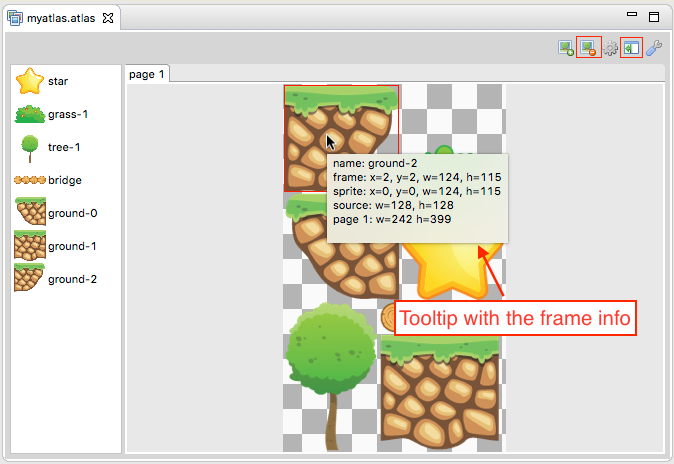 myatlas.atlas
star
grass-1
tree-1
bridge
ground-0
ground-1
ground-2
page 1
name: ground-2
frame: x=2, y=2, w=124, h=115
sprite: x=0, y=0, w=124, h=115
source: w=128, h=128
page 1: w=242 h=399
Tooltip with the frame info